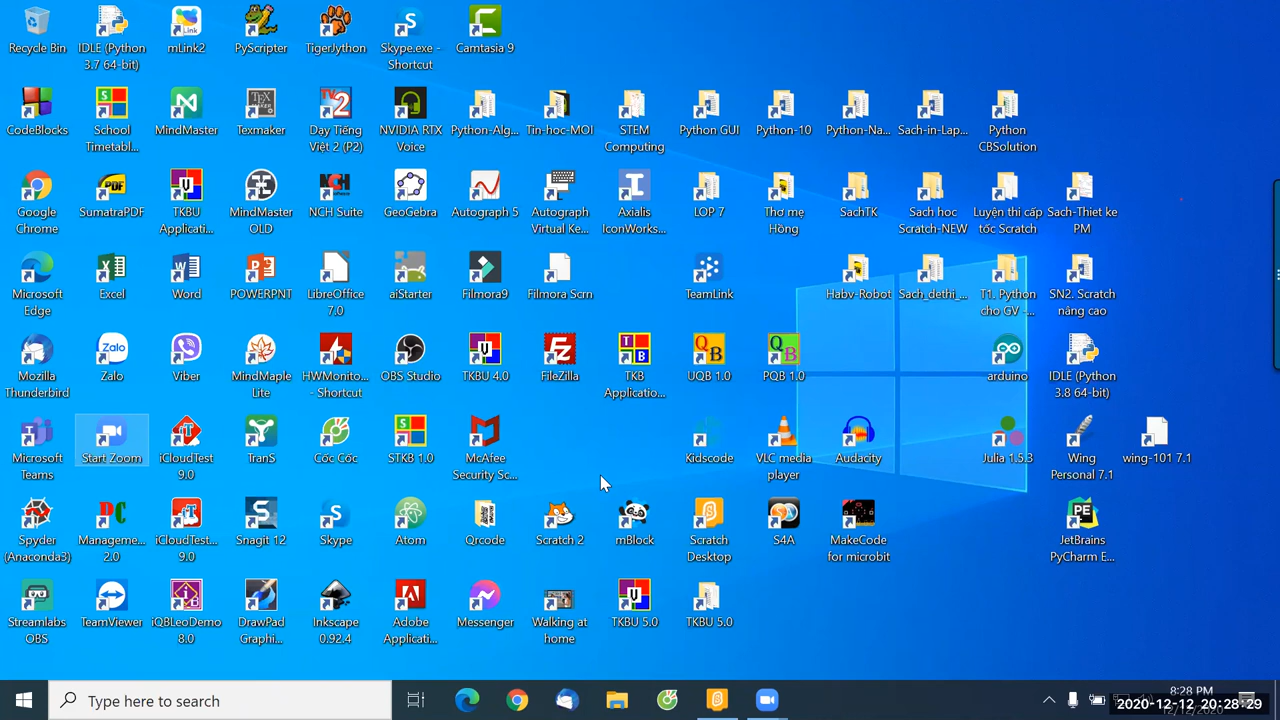 Recycle Bin
IDLE (Python
3.7 64-bit)
mLink2
PyScripter
TigerJython
Skype.exe -
Shortcut
Camtasia 9
CodeBlocks
School
Timetabl...
MindMaster
Texmaker
Dạy Tiếng
Việt 2 (P2)
NVIDIA RTX
Voice
Python-Alg...
Tin-hoc-MOI
STEM
Computing
Python GUI
Python-10
Python-Na...
Sach-in-Lap...
Python
CBSolution
Google
Chrome
SumatraPDF
TKBU
Applicati...
MindMaster
OLD
NCH Suite
GeoGebra
Autograph 5
Autograph
Virtual Ke...
Axialis
IconWorks...
LOP 7
Thơ mẹ
Hồng
SachTK
Sach hoc
Scratch-NEW
Luyện thi cấp
tốc Scratch
Sach-Thiet ke
PM
Microsoft
Edge
Excel
Word
POWERPNT
LibreOffice
7.0
aiStarter
Filmora9
Filmora Scrn
TeamLink
Habv-Robot
Sach_dethi_...
T1. Python
cho GV -...
SN2. Scratch
nâng cao
Mozilla
Thunderbird
Zalo
Viber
MindMaple
Lite
HWMonito...
- Shortcut
OBS Studio
TKBU 4.0
FileZilla
TKB
Applicatio...
UQB 1.0
PQB 1.0
arduino
IDLE (Python
3.8 64-bit)
Microsoft
Teams
Start Zoom
iCloudTest
9.0
TranS
Cốc Cốc
STKB 1.0
McAfee
Security Sc...
Kidscode
VLC media
player
Audacity
Julia 1.5.3
Wing
Personal 7.1
wing-101 7.1
Spyder
(Anaconda3)
Management...
2.0
iCloudTest...
9.0
Snagit 12
Skype
Atom
Qrcode
Scratch 2
mBlock
Scratch
Desktop
S4A
MakeCode
for microbit
JetBrains
PyCharm E...
Streamlabs
OBS
TeamViewer
iQBLeoDemo
8.0
DrawPad
Graphi...
Inkscape
0.92.4
Adobe
Applicati...
Messenger
Walking at
home
TKBU 5.0
TKBU 5.0
Type here to search
8:28 PM
2020-12-12 20:28:29